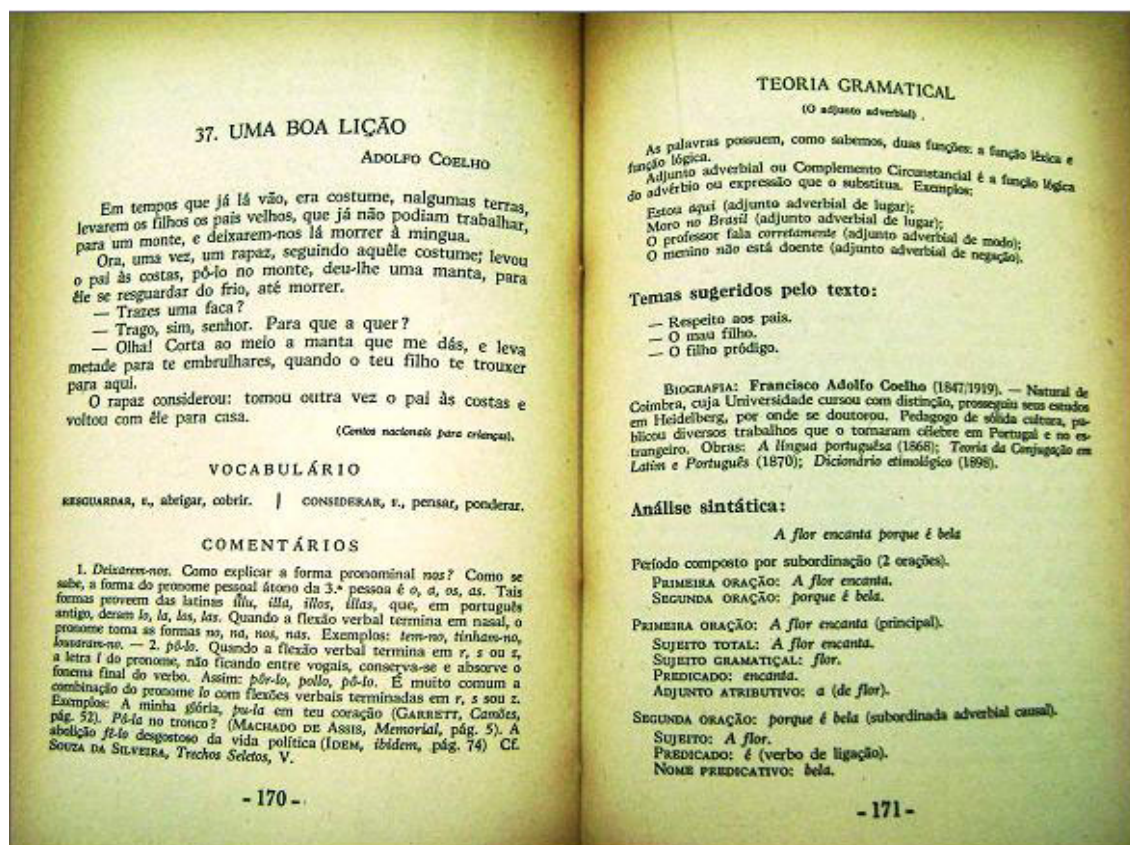 37. UMA BOA LIÇÃO
ADOLFO COELHO
Em tempos que já lá vão, era costume, nalgumas terras,
levarem os filhos os pais velhos, que já não podiam trabalhar,
para um monte, e deixarem-nos lá morrer à mingua.
Ora, uma vez, um rapaz, seguindo aquêle costume; levou
o pai às costas, pô-lo no monte, deu-lhe uma manta, para
êle se resguardar do frio, até morrer.
— Trazes uma faca?
— Trago, sim, senhor. Para que a quer?
— Olha! Corta ao meio a manta que me dás, e leva
metade para te embrulhares, quando o teu filho te trouxer
para aqui.
O rapaz considerou: tomou outra vez o pai às costas e
voltou com êle para casa.
(Contos nacionais para crianças).
VOCABULÁRIO
RESGUARDAR, v., abrigar, cobrir. | CONSIDERAR, v., pensar, ponderar.
COMENTÁRIOS
1. Deixarem-nos. Como explicar a forma pronominal nos? Como se
sabe, a forma do pronome pessoal átono da 3.ª pessoa é o, a, os, as. Tais
formas proveem das latinas illu, illa, illos, illas, que, em português
antigo, deram lo, la, los, las. Quando a flexão verbal termina em nasal, o
pronome toma as formas no, na, nos, nas. Exemplos: tem-no, tinham-no,
louvaram-no. — 2. pô-lo. Quando a flexão verbal termina em r, s ou z,
a letra l do pronome, não ficando entre vogais, conserva-se e absorve o
fonema final do verbo. Assim: pôr-lo, pollo, pô-lo. É muito comum a
combinação do pronome lo com flexões verbais terminadas em r, s sou z.
Exemplos: A minha glória, pu-la em teu coração (GARRETT, Camões,
pág. 52). Pô-la no tronco? (MACHADO DE ASSIS, Memorial, pág. 5). A
abolição fê-lo desgostoso da vida política (IDEM, ibidem, pág. 74) Cf.
SOUZA DA SILVEIRA, Trechos Seletos, V.
- 170 -
TEORIA GRAMATICAL
(O adjunto adverbial).
As palavras possuem, como sabemos, duas funções: a função léxica e
função lógica.
Adjunto adverbial ou Complemento Circunstancial é a função lógica
do advérbio ou expressão que o substitua. Exemplos:
Estou aqui (adjunto adverbial de lugar);
Moro no Brasil (adjunto adverbial de lugar);
O professor fala corretamente (adjunto adverbial de modo);
O menino não está doente (adjunto adverbial de negação).
Temas sugeridos pelo texto:
— Respeito aos pais.
— O mau filho.
— O filho pródigo.
BIOGRAFIA: Francisco Adolfo Coelho (1847/1919). — Natural de
Coimbra, cuja Universidade cursou com distinção, prosseguiu seus estudos
em Heidelberg, por onde se doutorou. Pedagogo de sólida cultura, pu-
blicou diversos trabalhos que o tornaram célebre em Portugal e no es-
trangeiro. Obras: A língua portuguêsa (1868); Teoria da Conjugação em
Latim e Português (1870); Dicionário etimológico (1898).
Análise sintática:
A flor encanta porque é bela
Período composto por subordinação (2 orações).
PRIMEIRA ORAÇÃO: A flor encanta.
SEGUNDA ORAÇÃO: porque é bela.
PRIMEIRA ORAÇÃO: A flor encanta (principal).
SUJEITO TOTAL: A flor encanta.
SUJEITO GRAMATIÇAL: flor.
PREDICADO: encanta.
ADJUNTO ATRIBUTIVO: a (de flor).
SEGUNDA ORAÇÃO: porque é bela (subordinada adverbial causal).
SUJEITO: A flor.
PREDICADO: é (verbo de ligação).
NOME PREDICATIVO: bela.
- 171 -